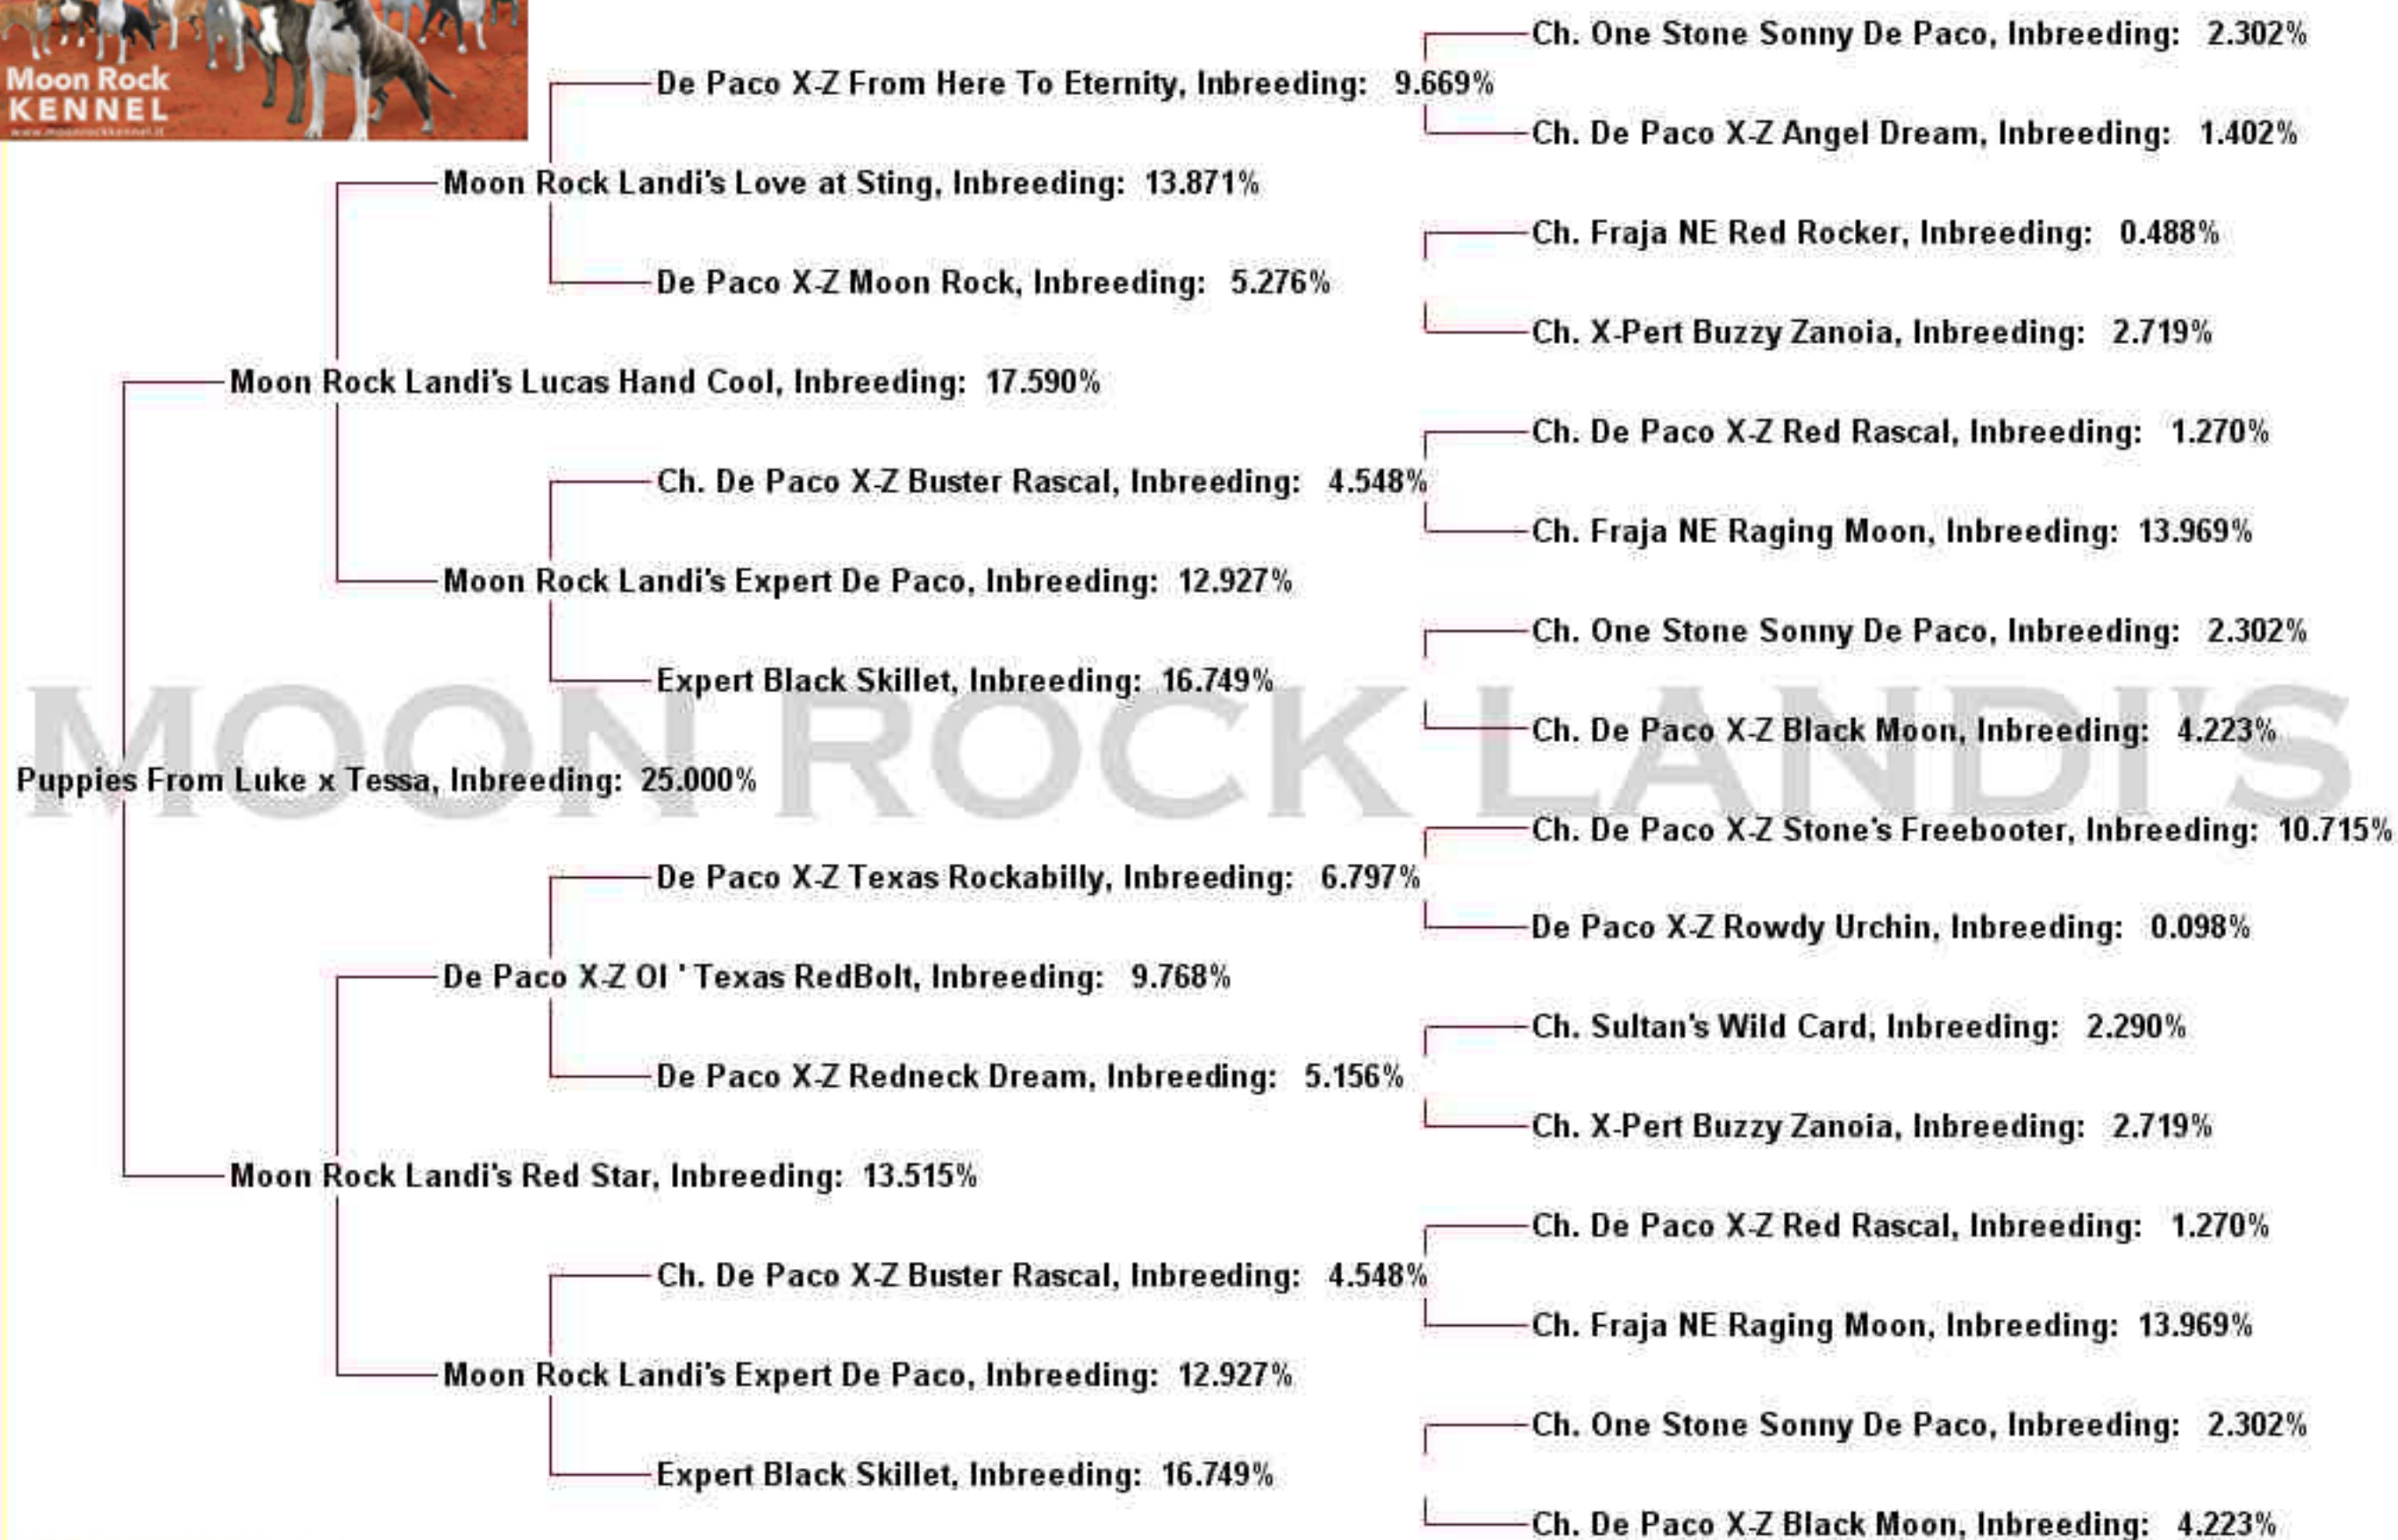 Moon Rock
KENNEL
www.moonrockkennel.it
Ch. One Stone Sonny De Paco, Inbreeding: 2.302%
De Paco X-Z From Here To Eternity, Inbreeding: 9.669%
Ch. De Paco X-Z Angel Dream, Inbreeding: 1.402%
Moon Rock Landi's Love at Sting, Inbreeding: 13.871%
Ch. Fraja NE Red Rocker, Inbreeding: 0.488%
De Paco X-Z Moon Rock, Inbreeding: 5.276%
Ch. X-Pert Buzzy Zanoia, Inbreeding: 2.719%
Moon Rock Landi's Lucas Hand Cool, Inbreeding: 17.590%
Ch. De Paco X-Z Red Rascal, Inbreeding: 1.270%
Ch. De Paco X-Z Buster Rascal, Inbreeding: 4.548%
Ch. Fraja NE Raging Moon, Inbreeding: 13.969%
Moon Rock Landi's Expert De Paco, Inbreeding: 12.927%
Ch. One Stone Sonny De Paco, Inbreeding: 2.302%
Expert Black Skillet, Inbreeding: 16.749%
Ch. De Paco X-Z Black Moon, Inbreeding: 4.223%
MOON ROCK LANDI'S
Puppies From Luke x Tessa, Inbreeding: 25.000%
Ch. De Paco X-Z Stone's Freebooter, Inbreeding: 10.715%
De Paco X-Z Texas Rockabilly, Inbreeding: 6.797%
De Paco X-Z Rowdy Urchin, Inbreeding: 0.098%
De Paco X-Z Ol ' Texas RedBolt, Inbreeding: 9.768%
Ch. Sultan's Wild Card, Inbreeding: 2.290%
De Paco X-Z Redneck Dream, Inbreeding: 5.156%
Ch. X-Pert Buzzy Zanoia, Inbreeding: 2.719%
Moon Rock Landi's Red Star, Inbreeding: 13.515%
Ch. De Paco X-Z Red Rascal, Inbreeding: 1.270%
Ch. De Paco X-Z Buster Rascal, Inbreeding: 4.548%
Ch. Fraja NE Raging Moon, Inbreeding: 13.969%
Moon Rock Landi's Expert De Paco, Inbreeding: 12.927%
Ch. One Stone Sonny De Paco, Inbreeding: 2.302%
Expert Black Skillet, Inbreeding: 16.749%
Ch. De Paco X-Z Black Moon, Inbreeding: 4.223%